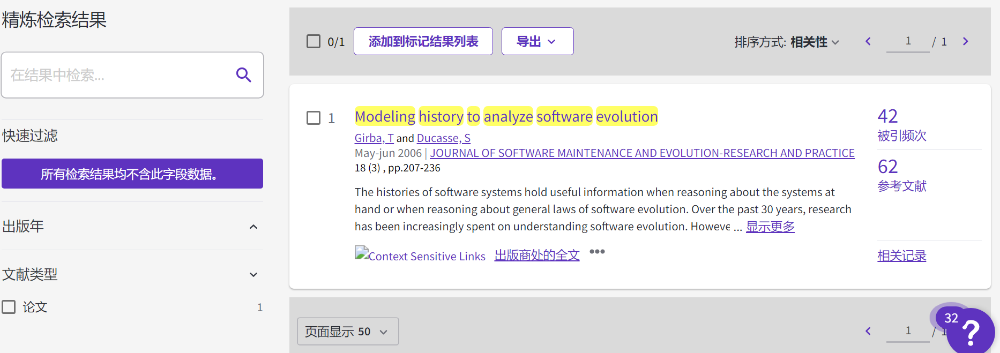 精炼检索结果
在结果中检索...
快速过滤
所有检索结果均不含此字段数据。
出版年
文献类型
论文 1
0/1 添加到标记结果列表 导出 排序方式: 相关性 1 / 1
1 Modeling history to analyze software evolution
Girba, T and Ducasse, S
May-jun 2006 | JOURNAL OF SOFTWARE MAINTENANCE AND EVOLUTION-RESEARCH AND PRACTICE
18 (3) , pp.207-236
The histories of software systems hold useful information when reasoning about the systems at
hand or when reasoning about general laws of software evolution. Over the past 30 years, research
has been increasingly spent on understanding software evolution. Howeve ... 显示更多
Context Sensitive Links 出版商处的全文 •••
42
被引频次
62
参考文献
相关记录
页面显示 50 1 / 1
32
?